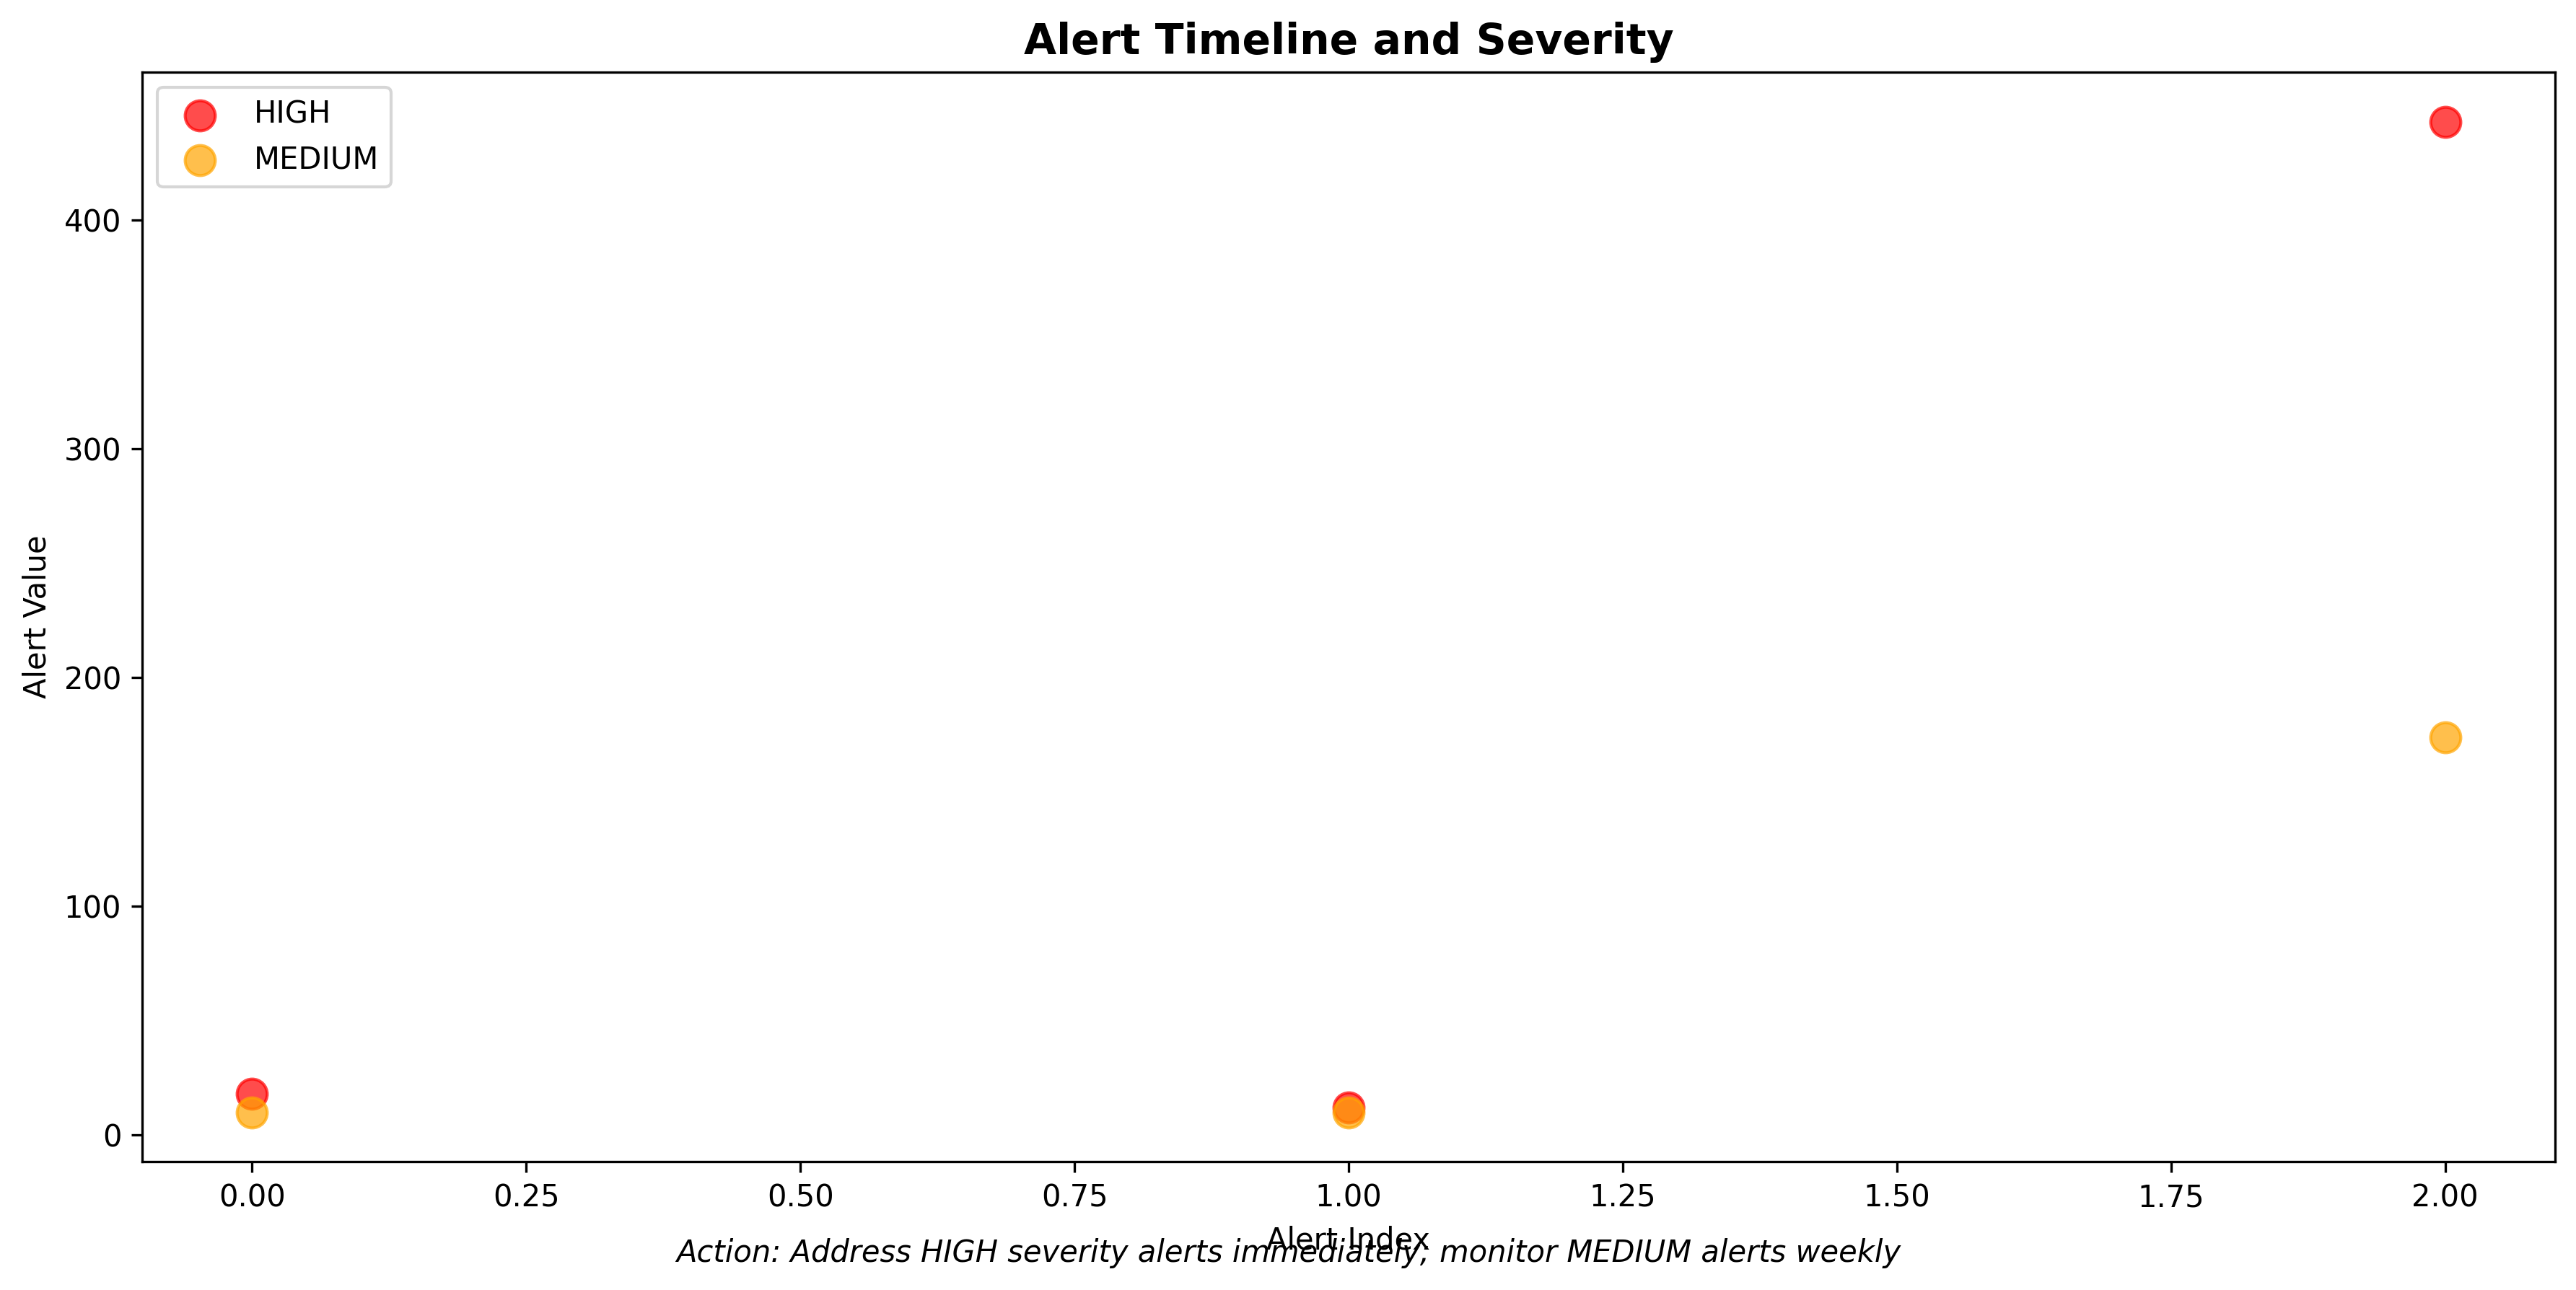 Alert Timeline and Severity
HIGH
MEDIUM
400
300
200
100
0
Alert Value
0.00 0.25 0.50 0.75 1.00 1.25 1.50 1.75 2.00
Alert Index
Action: Address HIGH severity alerts immediately; monitor MEDIUM alerts weekly